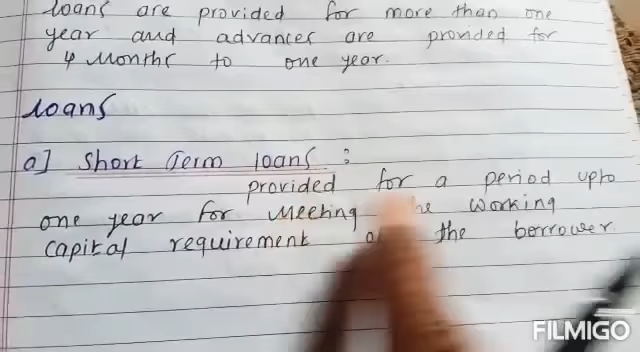 loans are provided for more than one
year and advances are provided for
4 Months to one year.
loans
a] Short Term loans :
provided for a period upto
one year for Meeting the working
capital requirement the borrower
FILMIGO